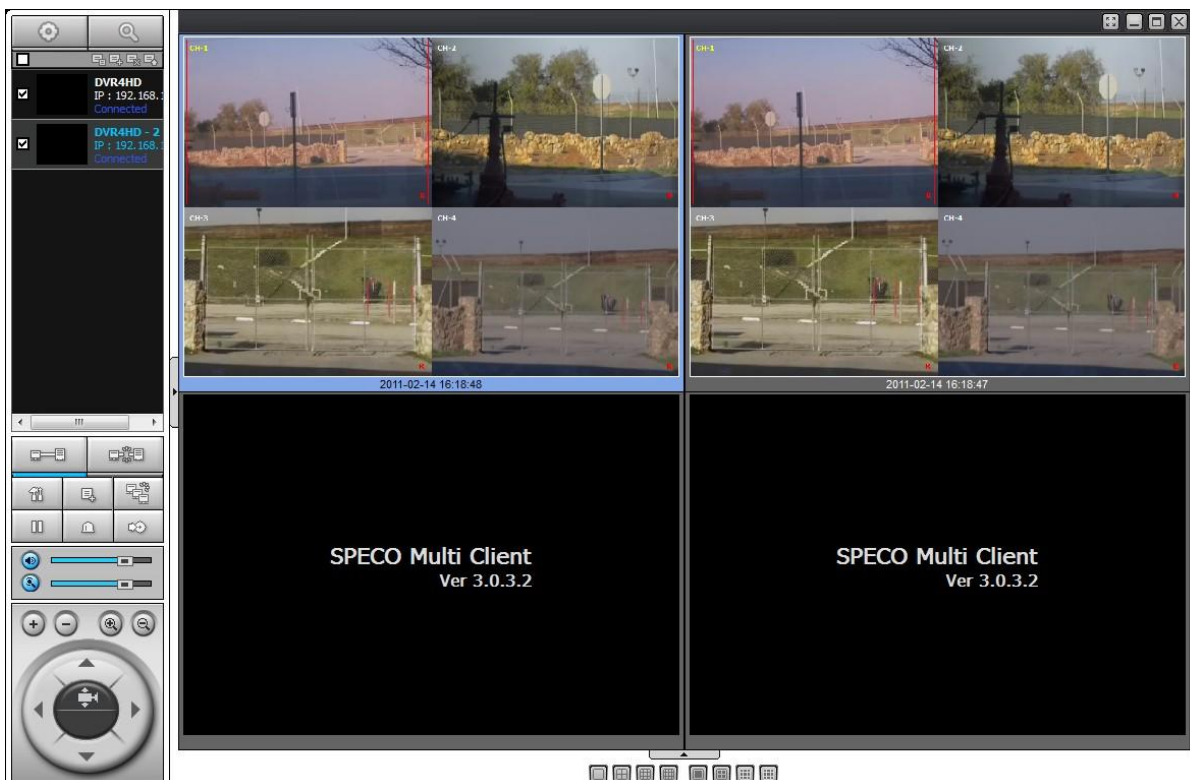 DVR4HD
IP : 192.168.1
Connected
DVR4HD - 2
IP : 192.168.
Connected
CH-1
CH-2
R
R
CH-3
CH-4
R
R
2011-02-14 16:18:48
CH-1
CH-2
R
R
CH-3
CH-4
R
R
2011-02-14 16:18:47
SPECO Multi Client
Ver 3.0.3.2
SPECO Multi Client
Ver 3.0.3.2